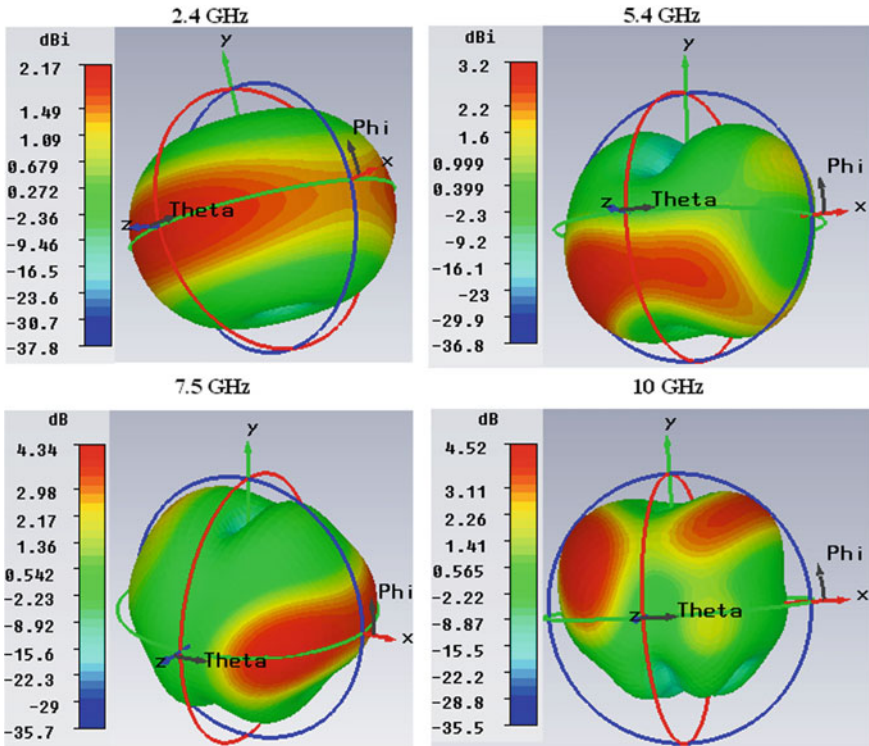 2.4 GHz
5.4 GHz
dBi
2.17
1.49
1.09
0.679
0.272
-2.36
-9.46
-16.5
-23.6
-30.7
-37.8
y
Phi
x
z
Theta
dBi
3.2
2.2
1.6
0.999
0.399
-2.3
-9.2
-16.1
-23
-29.9
-36.8
y
Phi
x
z
Theta
7.5 GHz
10 GHz
dB
4.34
2.98
2.17
1.36
0.542
-2.23
-8.92
-15.6
-22.3
-29
-35.7
y
Phi
x
z
Theta
dB
4.52
3.11
2.26
1.41
0.565
-2.22
-8.87
-15.5
-22.2
-28.8
-35.5
y
Phi
x
z
Theta